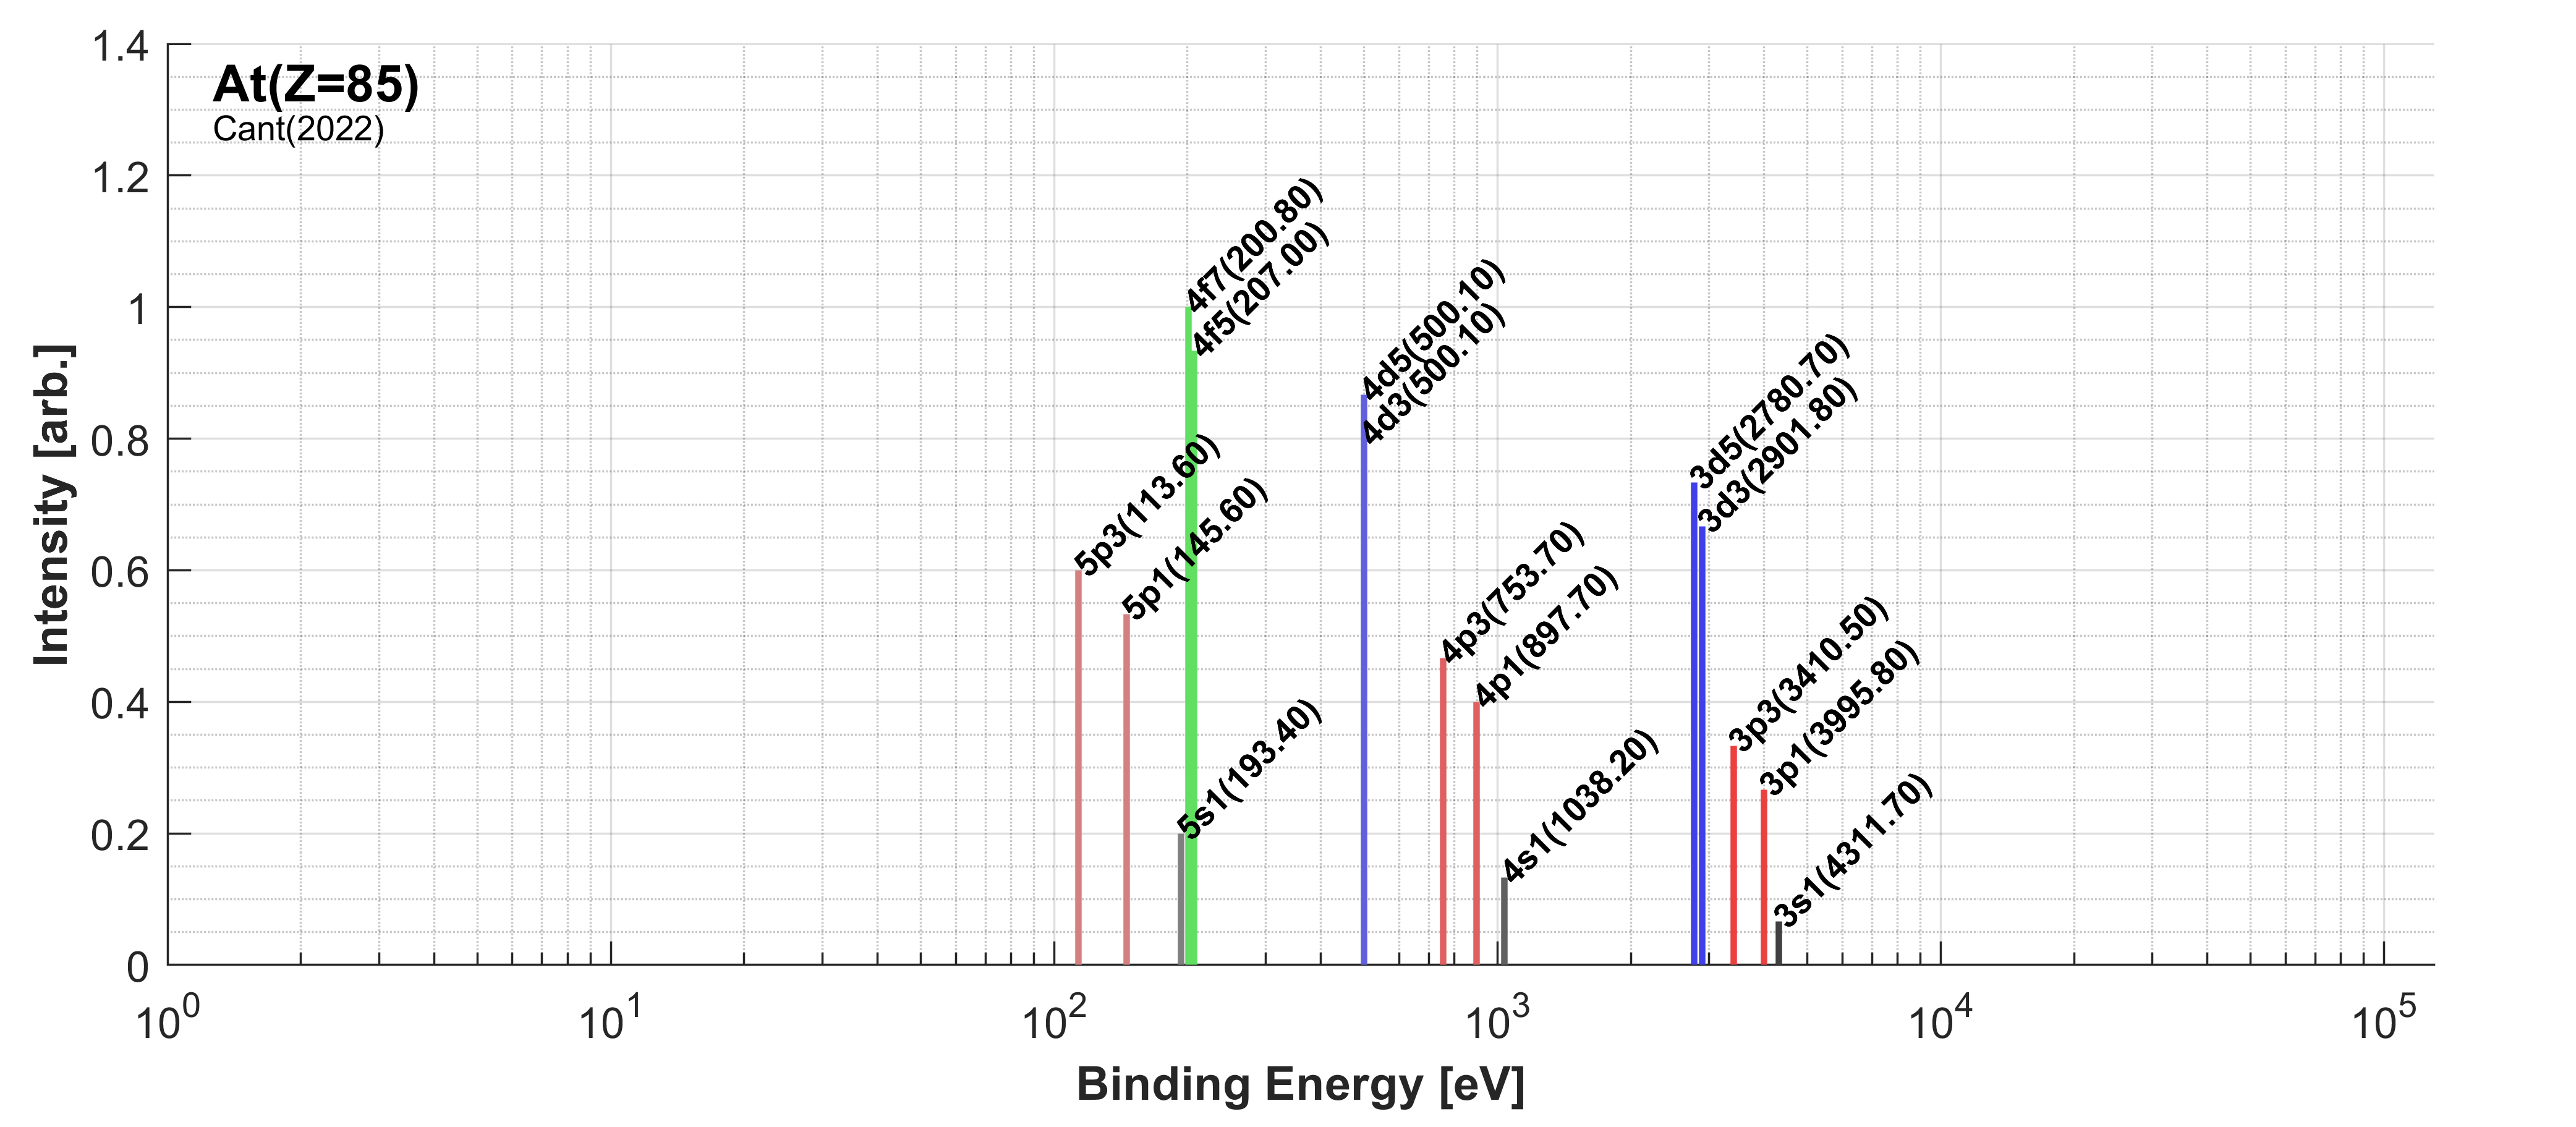 At(Z=85)
Cant(2022)
Intensity [arb.]
1.4
1.2
1
0.8
0.6
0.4
0.2
0
4f7(200.80)
4f5(207.00)
4d5(500.10)
4d3(500.10)
3d5(2780.70)
3d3(2901.80)
5p3(113.60)
5p1(145.60)
4p3(753.70)
4p1(897.70)
3p3(3410.50)
3p1(3995.80)
5s1(193.40)
4s1(1038.20)
3s1(4311.70)
10^0 10^1 10^2 10^3 10^4 10^5
Binding Energy [eV]